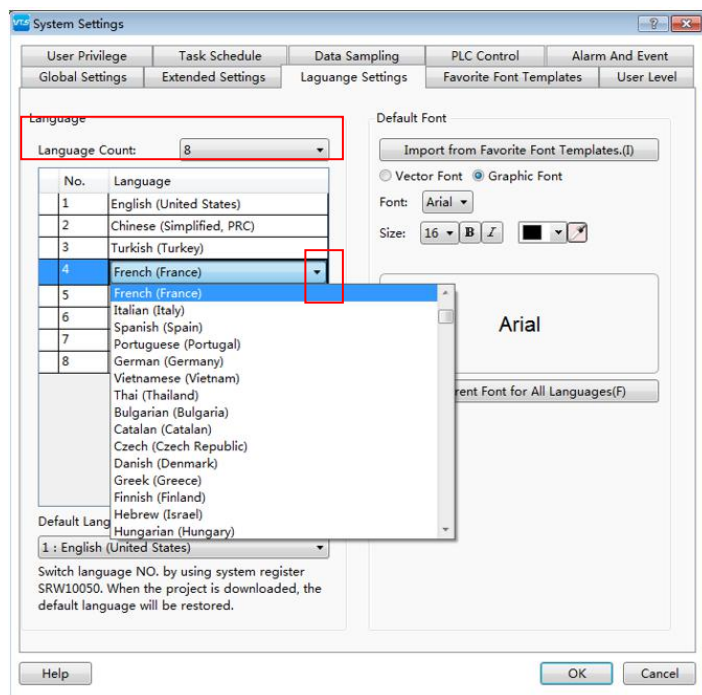 VTS System Settings
User Privilege Task Schedule Data Sampling PLC Control Alarm And Event
Global Settings Extended Settings Laguange Settings Favorite Font Templates User Level
Language
Language Count: 8
No. Language
1 English (United States)
2 Chinese (Simplified, PRC)
3 Turkish (Turkey)
4 French (France)
5
6
7
8
French (France)
Italian (Italy)
Spanish (Spain)
Portuguese (Portugal)
German (Germany)
Vietnamese (Vietnam)
Thai (Thailand)
Bulgarian (Bulgaria)
Catalan (Catalan)
Czech (Czech Republic)
Danish (Denmark)
Greek (Greece)
Finnish (Finland)
Hebrew (Israel)
Hungarian (Hungary)
Default Lang
1 : English (United States)
Switch language NO. by using system register
SRW10050. When the project is downloaded, the
default language will be restored.
Default Font
Import from Favorite Font Templates.(I)
Vector Font Graphic Font
Font: Arial
Size: 16 B I
Arial
rent Font for All Languages(F)
Help OK Cancel